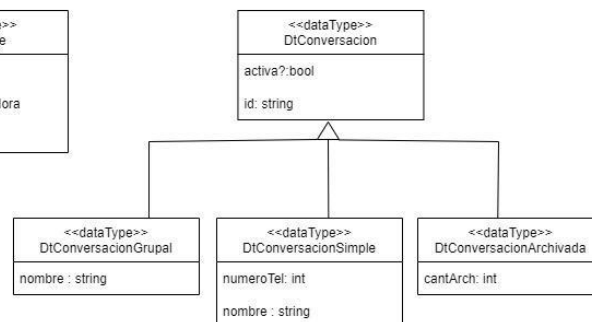 <<dataType>>
DtConversacion
activa?:bool
id: string
<<dataType>>
DtConversacionGrupal
nombre : string
<<dataType>>
DtConversacionSimple
numeroTel: int
nombre : string
<<dataType>>
DtConversacionArchivada
cantArch: int